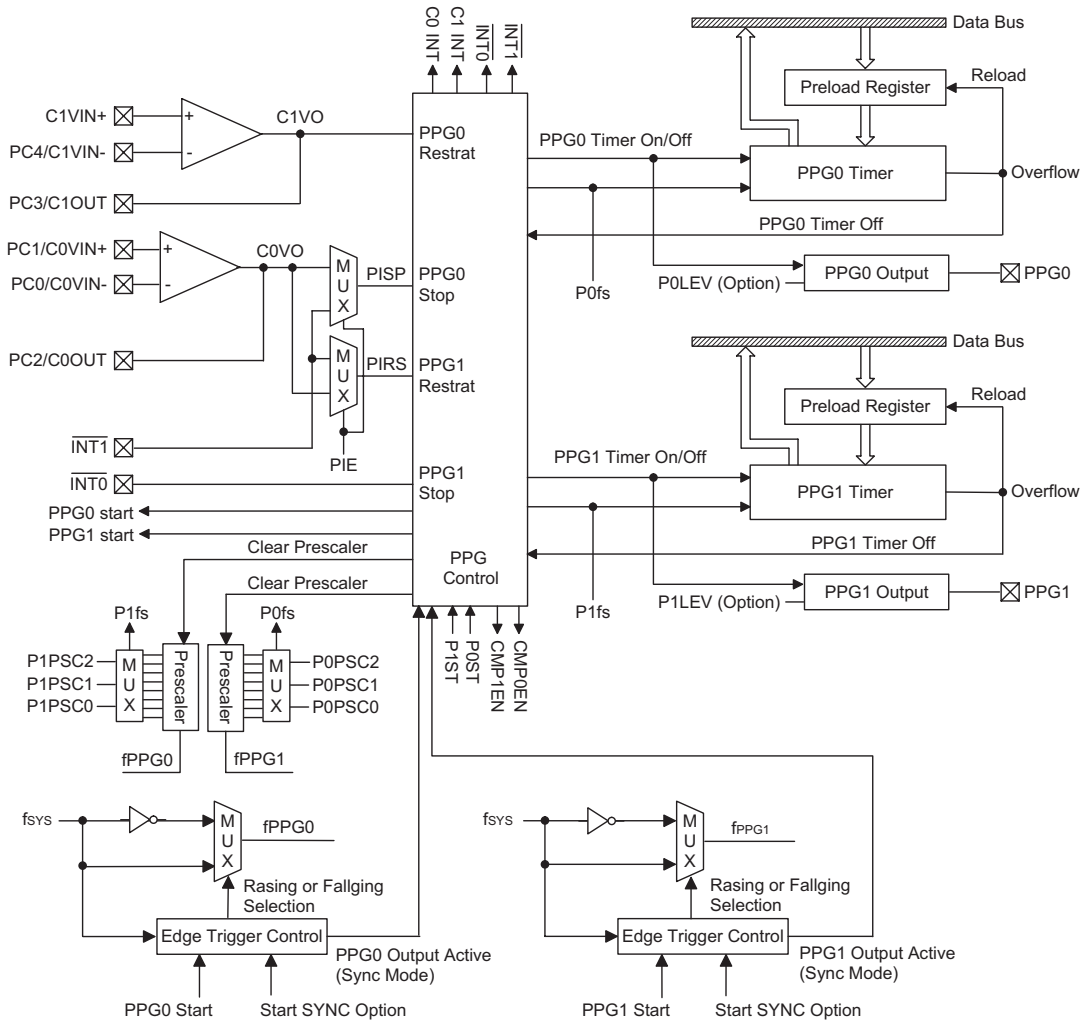 C0 INT
C1 INT
INT0
INT1
Data Bus
Preload Register
Reload
C1VIN+
+
C1VO
PPG0
Restrat
PPG0 Timer On/Off
PC4/C1VIN-
-
PPG0 Timer
Overflow
PC3/C1OUT
PPG0 Timer Off
PC1/C0VIN+
+
C0VO
MUX
PISP
PPG0
Stop
PPG0 Output
PPG0
PC0/C0VIN-
-
P0LEV (Option)
P0fs
Data Bus
PC2/C0OUT
MUX
PIRS
PPG1
Restrat
Preload Register
Reload
INT1
PIE
PPG1 Timer On/Off
INT0
PPG1
Stop
PPG1 Timer
Overflow
PPG0 start
PPG1 start
Clear Prescaler
PPG1 Timer Off
PPG
Control
Clear Prescaler
PPG1 Output
PPG1
P1LEV (Option)
P1fs
P1fs
P0fs
P1ST
P0ST
CMP1EN
CMP0EN
P1PSC2
P1PSC1
P1PSC0
MUX
Prescaler
Prescaler
MUX
P0PSC2
P0PSC1
P0PSC0
fPPG0
fPPG1
fSYS
MUX
fPPG0
Rasing or Fallging
Selection
Edge Trigger Control
PPG0 Output Active
(Sync Mode)
PPG0 Start
Start SYNC Option
fSYS
MUX
fPPG1
Rasing or Fallging
Selection
Edge Trigger Control
PPG1 Output Active
(Sync Mode)
PPG1 Start
Start SYNC Option